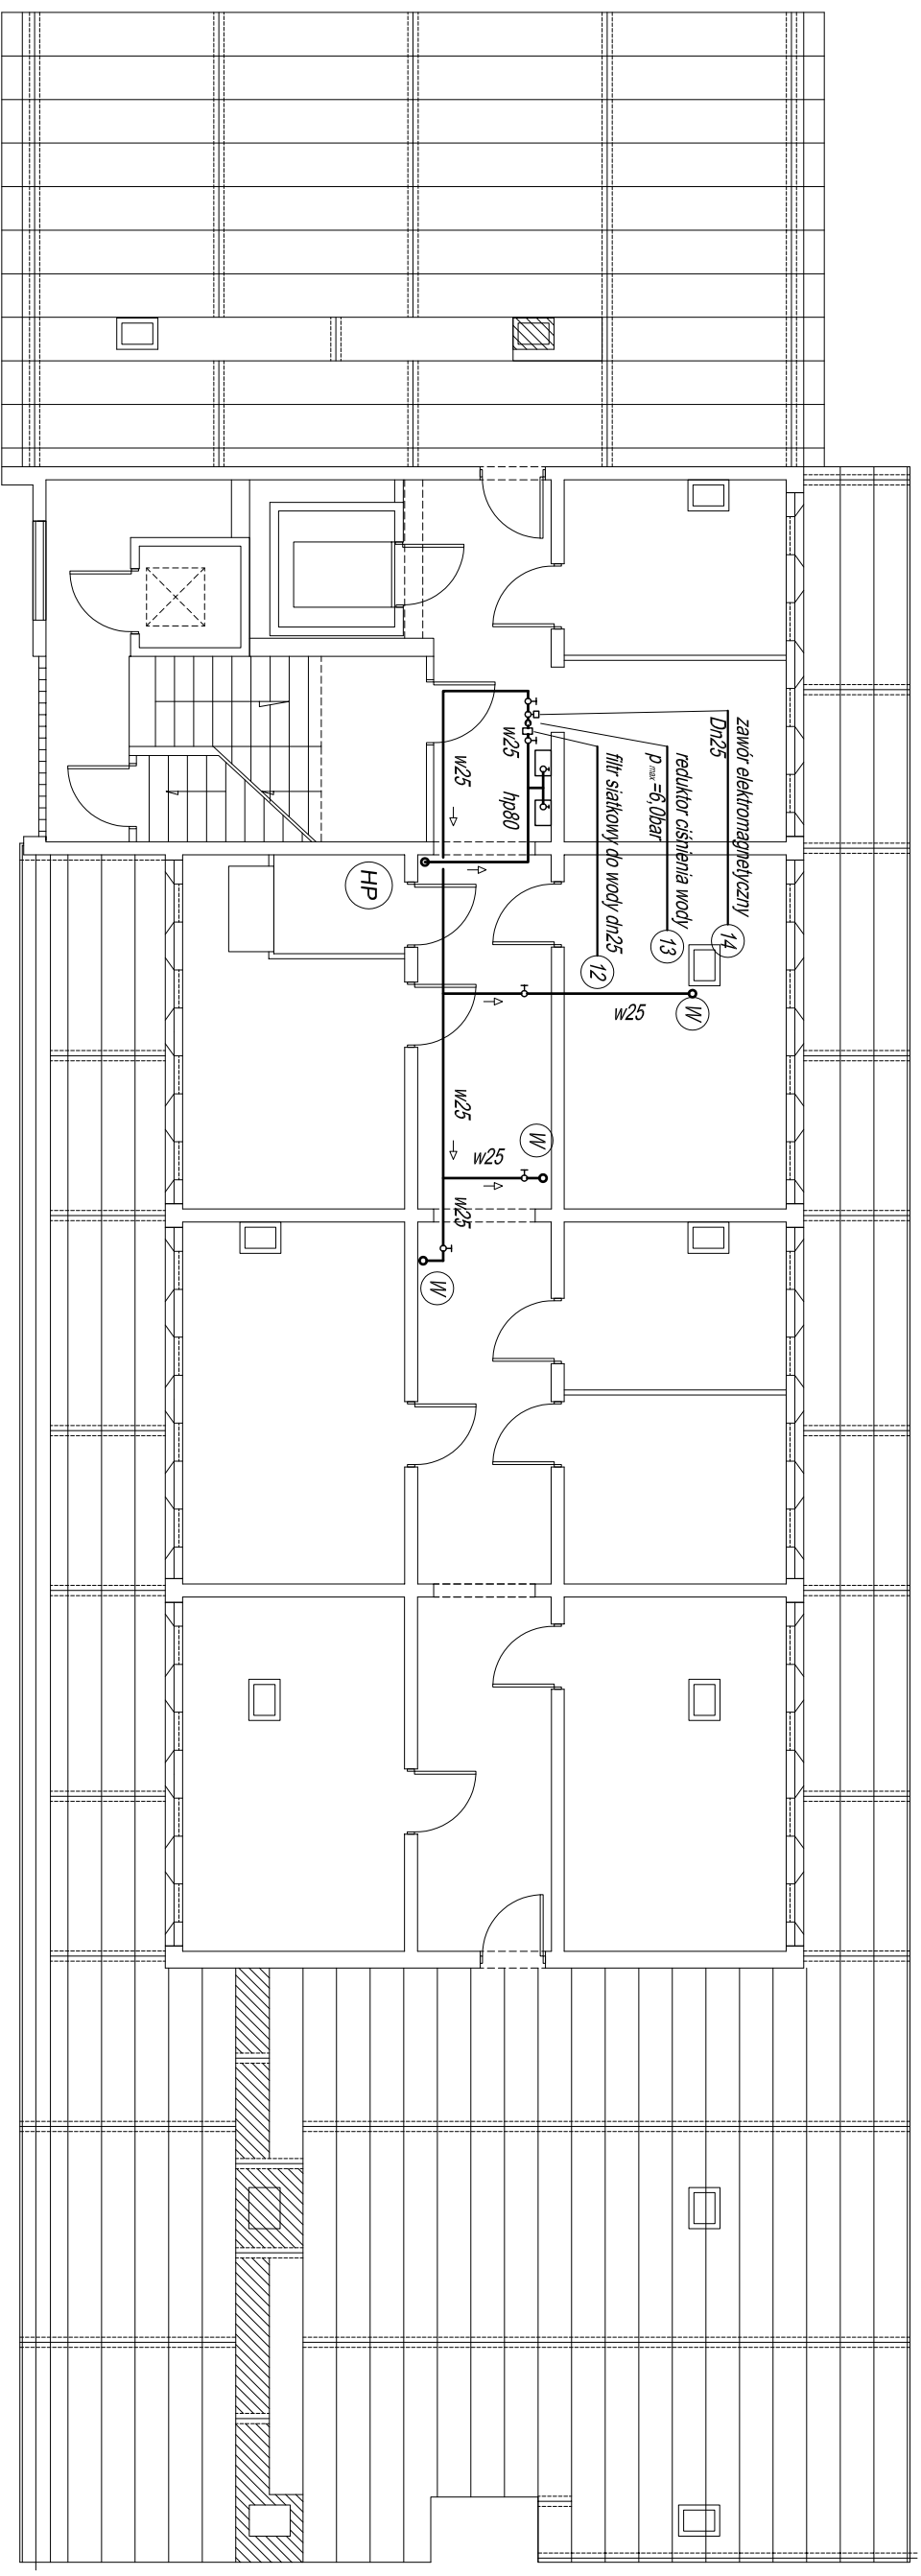 zawór elektromagnetyczny
Dn25
14
reduktor ciśnienia wody
p max =6,0bar
13
filtr siatkowy do wody dn25
12
w25
hp80
w25
HP
w25
W
w25
W
w25
w25
W